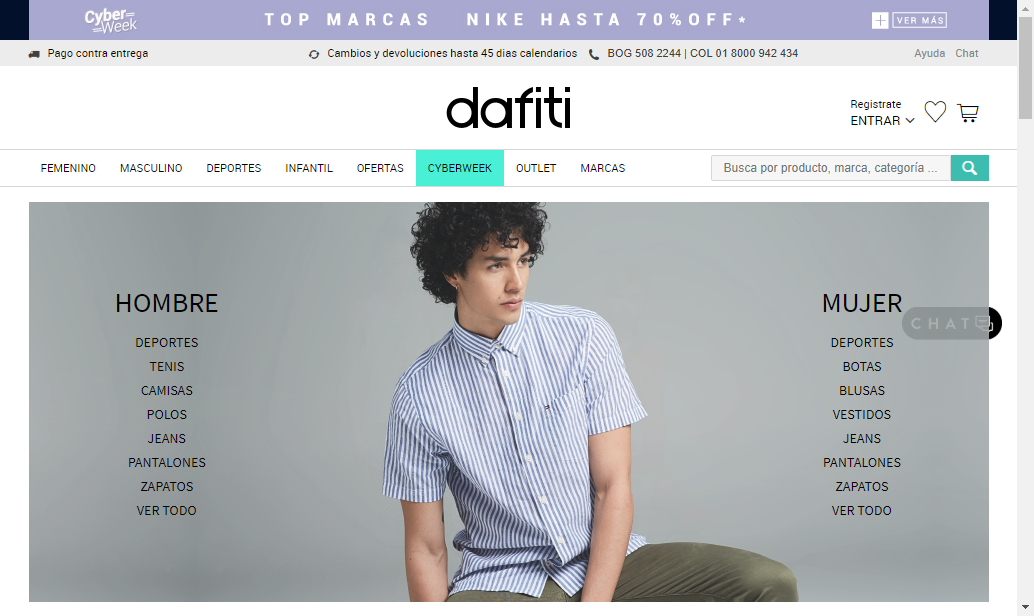 Cyber Week
TOP MARCAS NIKE HASTA 70%OFF*
VER MÁS
Pago contra entrega
Cambios y devoluciones hasta 45 dias calendarios
BOG 508 2244 | COL 01 8000 942 434
Ayuda Chat
dafiti
Registrate
ENTRAR
FEMENINO MASCULINO DEPORTES INFANTIL OFERTAS CYBERWEEK OUTLET MARCAS
Busca por producto, marca, categoría ...
HOMBRE
DEPORTES
TENIS
CAMISAS
POLOS
JEANS
PANTALONES
ZAPATOS
VER TODO
MUJER
DEPORTES
BOTAS
BLUSAS
VESTIDOS
JEANS
PANTALONES
ZAPATOS
VER TODO
CHAT